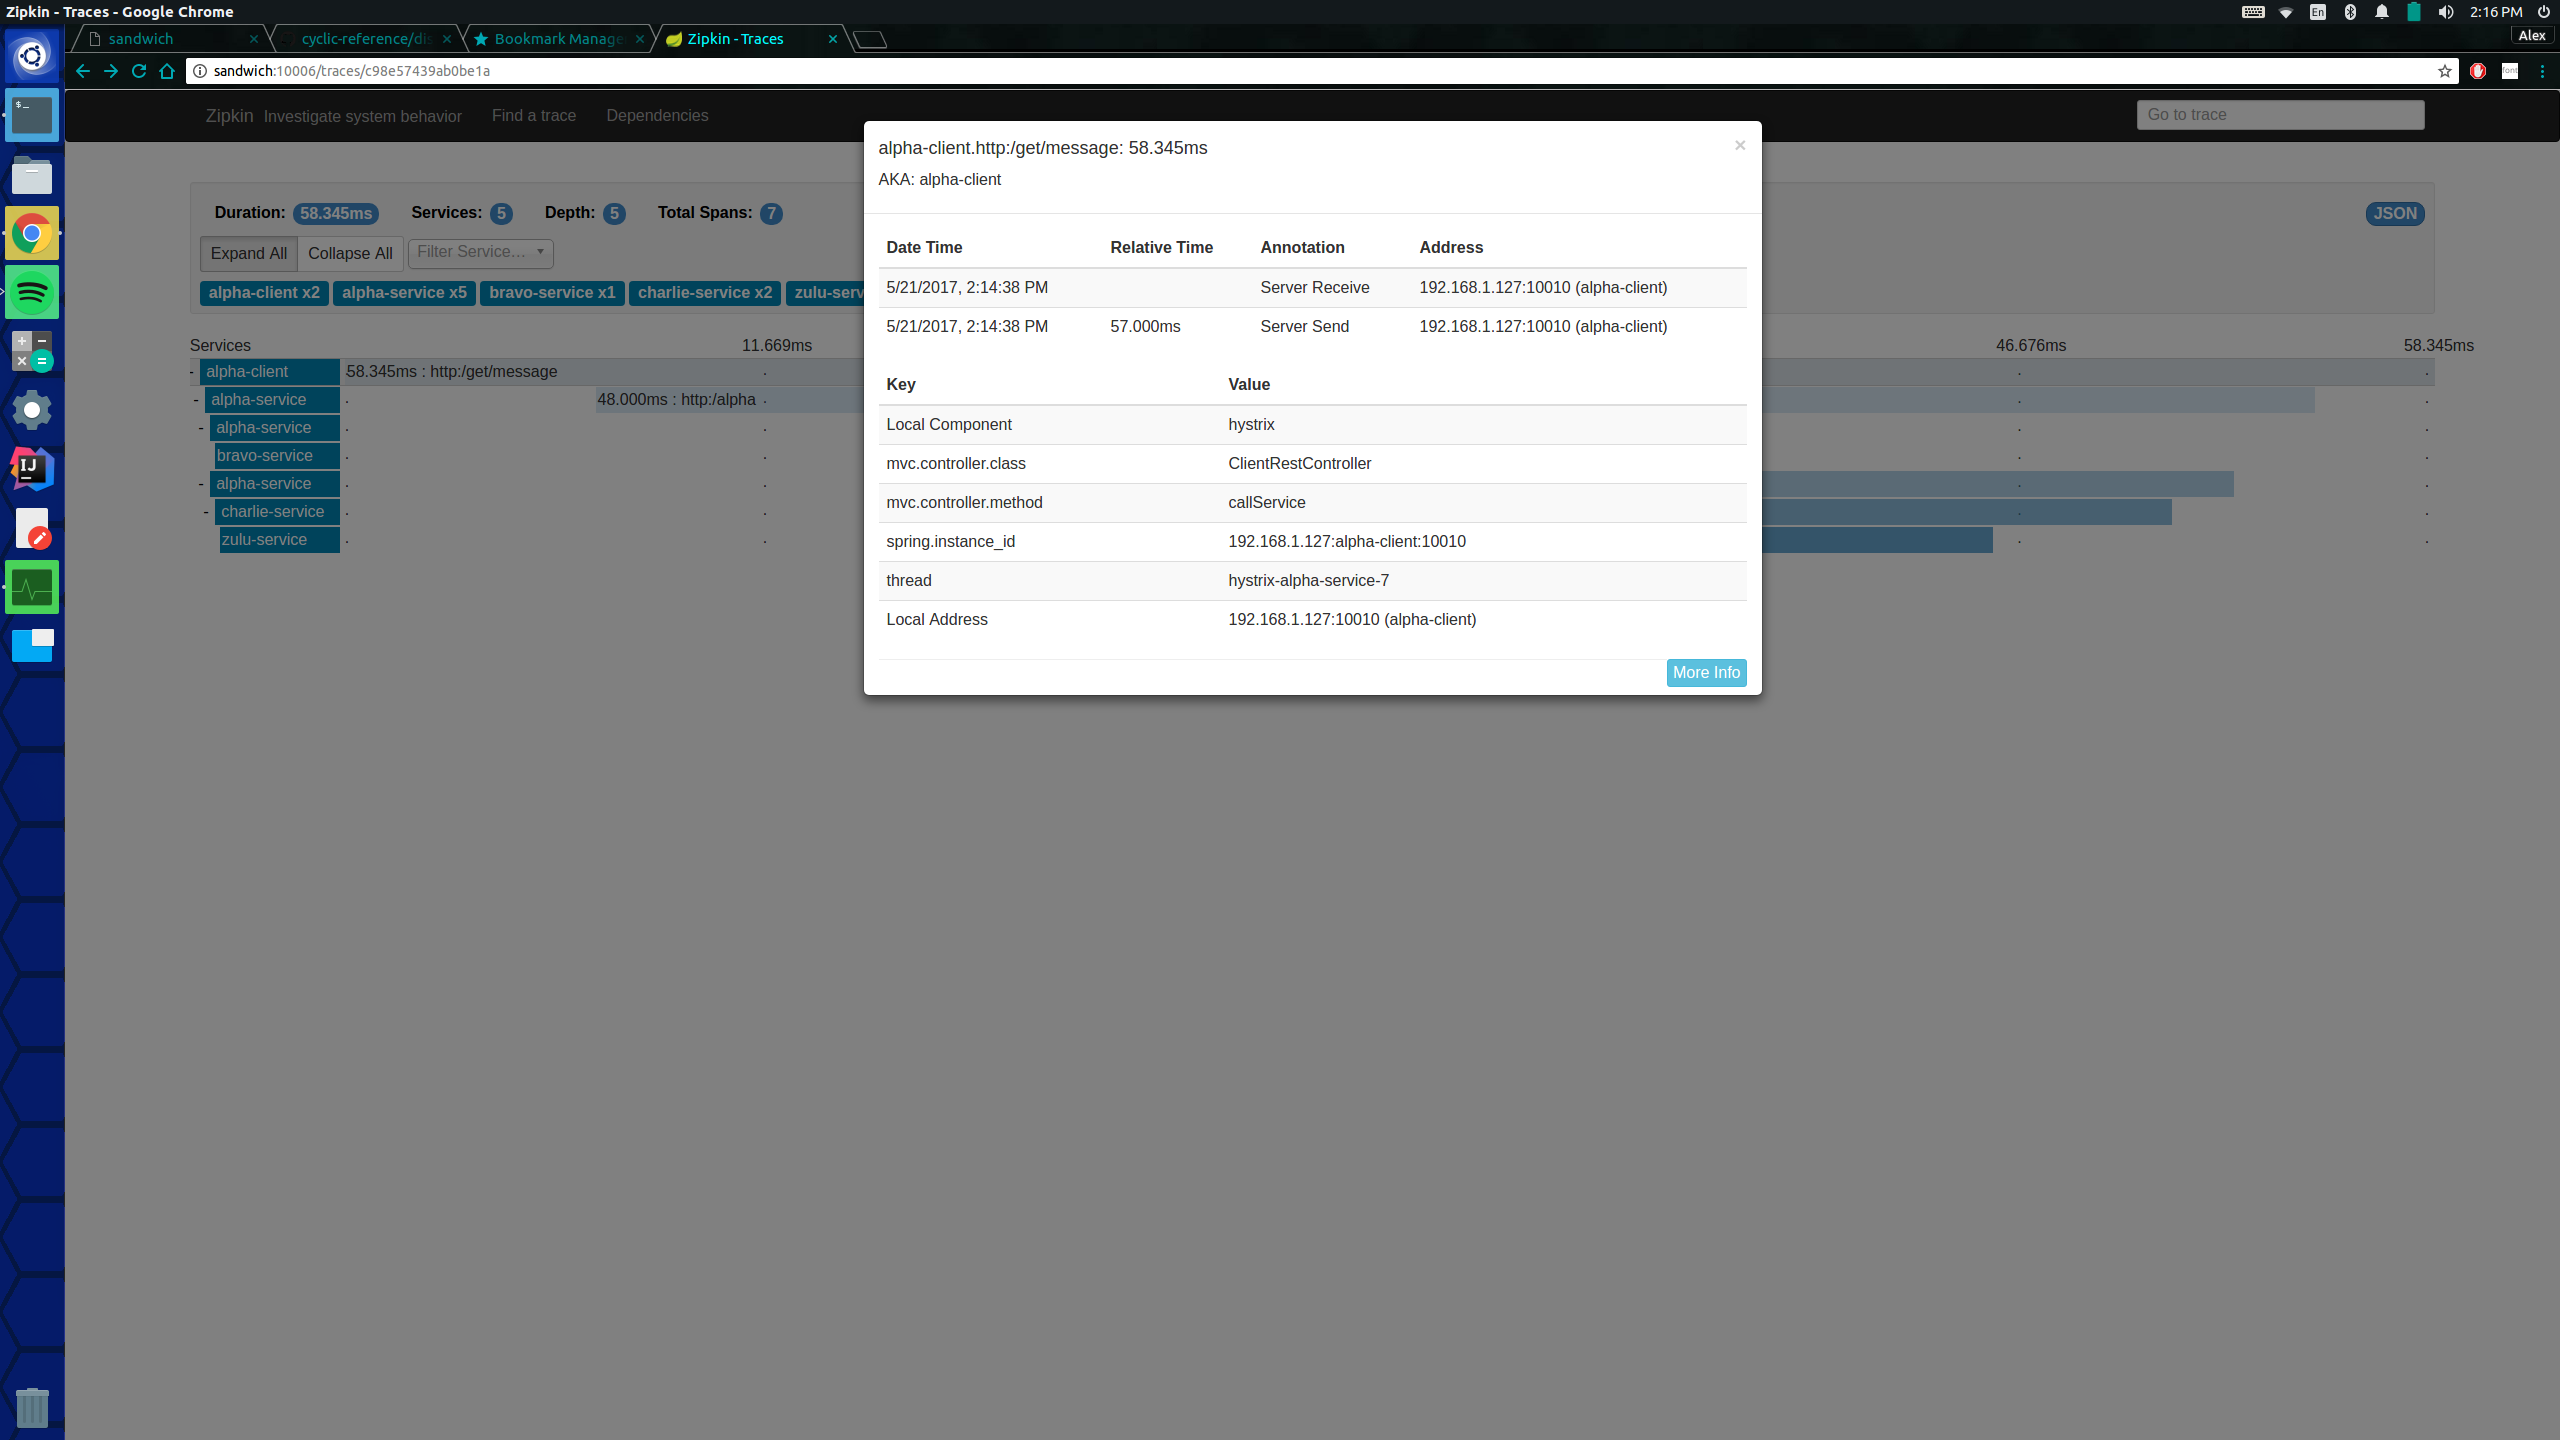 Zipkin - Traces - Google Chrome
En
2:16 PM
sandwich
cyclic-reference/dis
Bookmark Manage
Zipkin - Traces
Alex
sandwich:10006/traces/c98e57439ab0be1a
Zipkin Investigate system behavior Find a trace Dependencies
Go to trace
alpha-client.http:/get/message: 58.345ms
×
AKA: alpha-client
Duration: 58.345ms Services: 5 Depth: 5 Total Spans: 7
JSON
Expand All Collapse All Filter Service...
alpha-client x2 alpha-service x5 bravo-service x1 charlie-service x2 zulu-serv
Date Time Relative Time Annotation Address
5/21/2017, 2:14:38 PM Server Receive 192.168.1.127:10010 (alpha-client)
5/21/2017, 2:14:38 PM 57.000ms Server Send 192.168.1.127:10010 (alpha-client)
Key Value
Local Component hystrix
mvc.controller.class ClientRestController
mvc.controller.method callService
spring.instance_id 192.168.1.127:alpha-client:10010
thread hystrix-alpha-service-7
Local Address 192.168.1.127:10010 (alpha-client)
More Info
Services 11.669ms 46.676ms 58.345ms
- alpha-client 58.345ms : http:/get/message
- alpha-service 48.000ms : http:/alpha
- alpha-service
bravo-service
- alpha-service
- charlie-service
zulu-service
$_
IJ